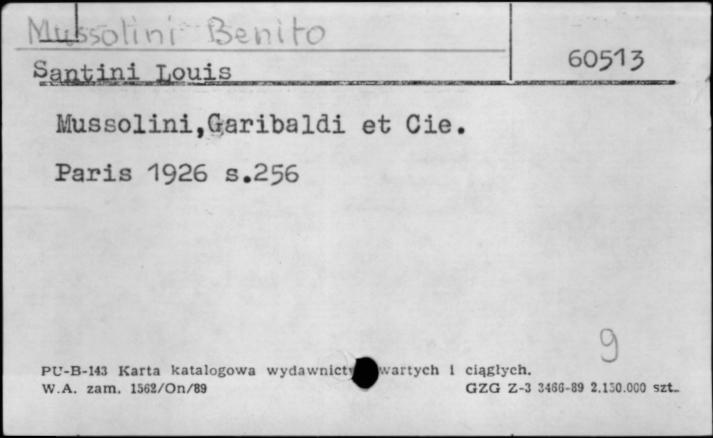 Mussolini Benito
60513
Santini Louis
Mussolini,Garibaldi et Cie.
Paris 1926 s.256
9
PU-B-143 Karta katalogowa wydawnictw zwartych i ciągłych.
W.A. zam. 1562/On/89
GZG Z-3 3466-89 2.150.000 szt.